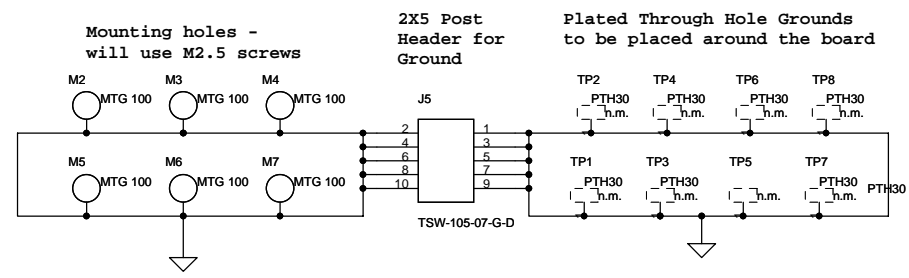 Mounting holes -
will use M2.5 screws
2X5 Post
Header for
Ground
Plated Through Hole Grounds
to be placed around the board
M2
MTG 100
M3
MTG 100
M4
MTG 100
J5
TP2
PTH30
n.m.
TP4
PTH30
n.m.
TP6
PTH30
n.m.
TP8
PTH30
n.m.
2
4
6
8
10
1
3
5
7
9
M5
MTG 100
M6
MTG 100
M7
MTG 100
TP1
PTH30
n.m.
TP3
PTH30
n.m.
TP5
n.m.
TP7
PTH30
n.m.
PTH30
TSW-105-07-G-D